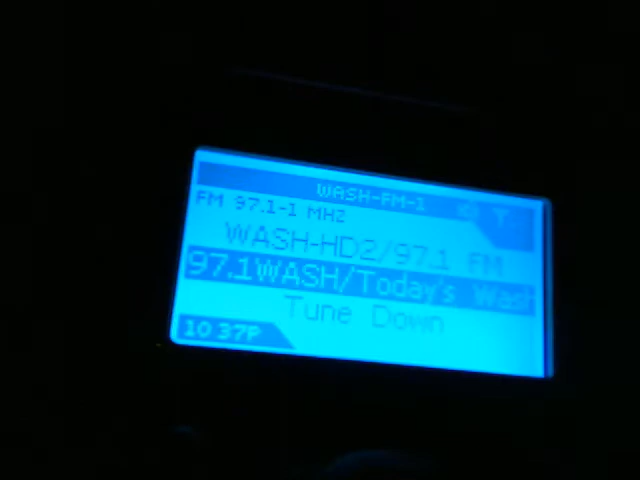 WASH-FM-1
FM 97.1-1 MHZ
WASH-HD2/97.1 FM
97.1WASH/Today's Wash
Tune Down
10 37P